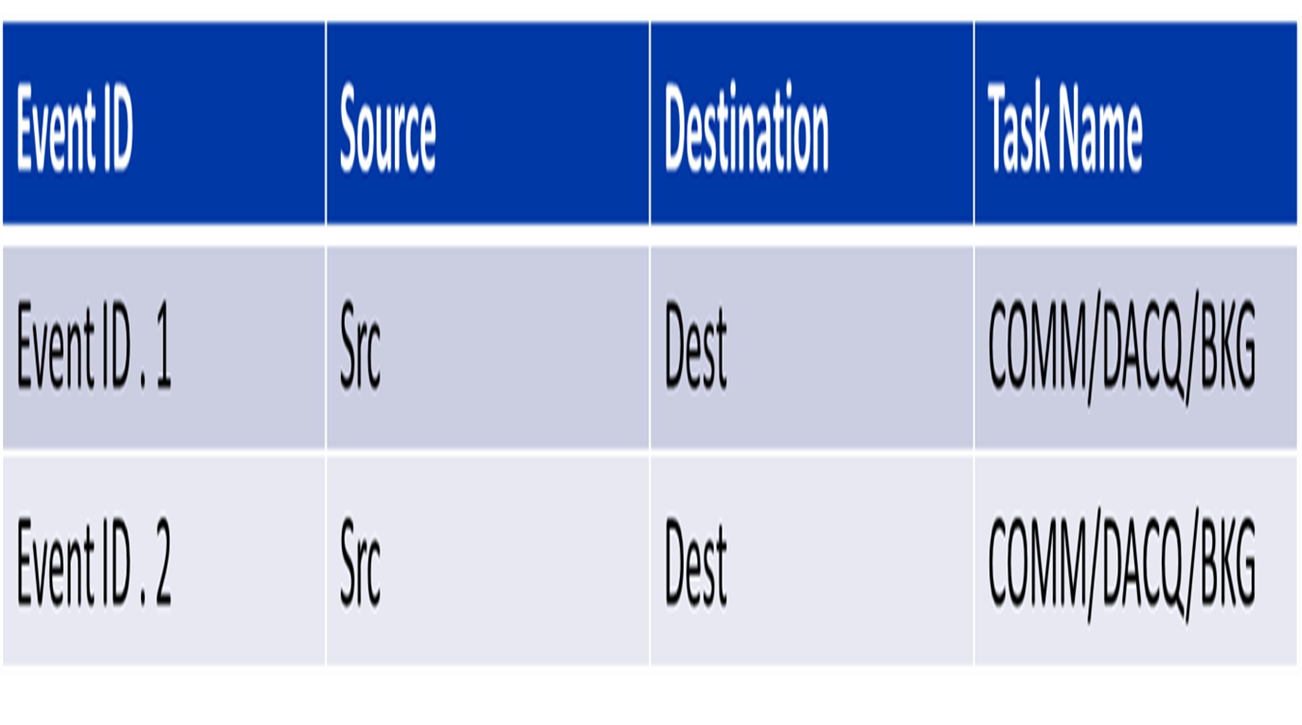 Event ID Source Destination Task Name
Event ID . 1 Src Dest COMM/DACQ/BKG
Event ID . 2 Src Dest COMM/DACQ/BKG